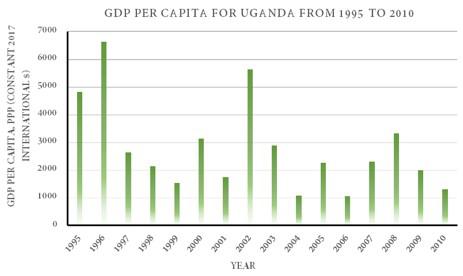 GDP PER CAPITA FOR UGANDA FROM 1995 TO 2010
GDP PER CAPITA, PPP (CONSTANT 2017
INTERNATIONAL $)
7000
6000
5000
4000
3000
2000
1000
0
1995 1996 1997 1998 1999 2000 2001 2002 2003 2004 2005 2006 2007 2008 2009 2010
YEAR